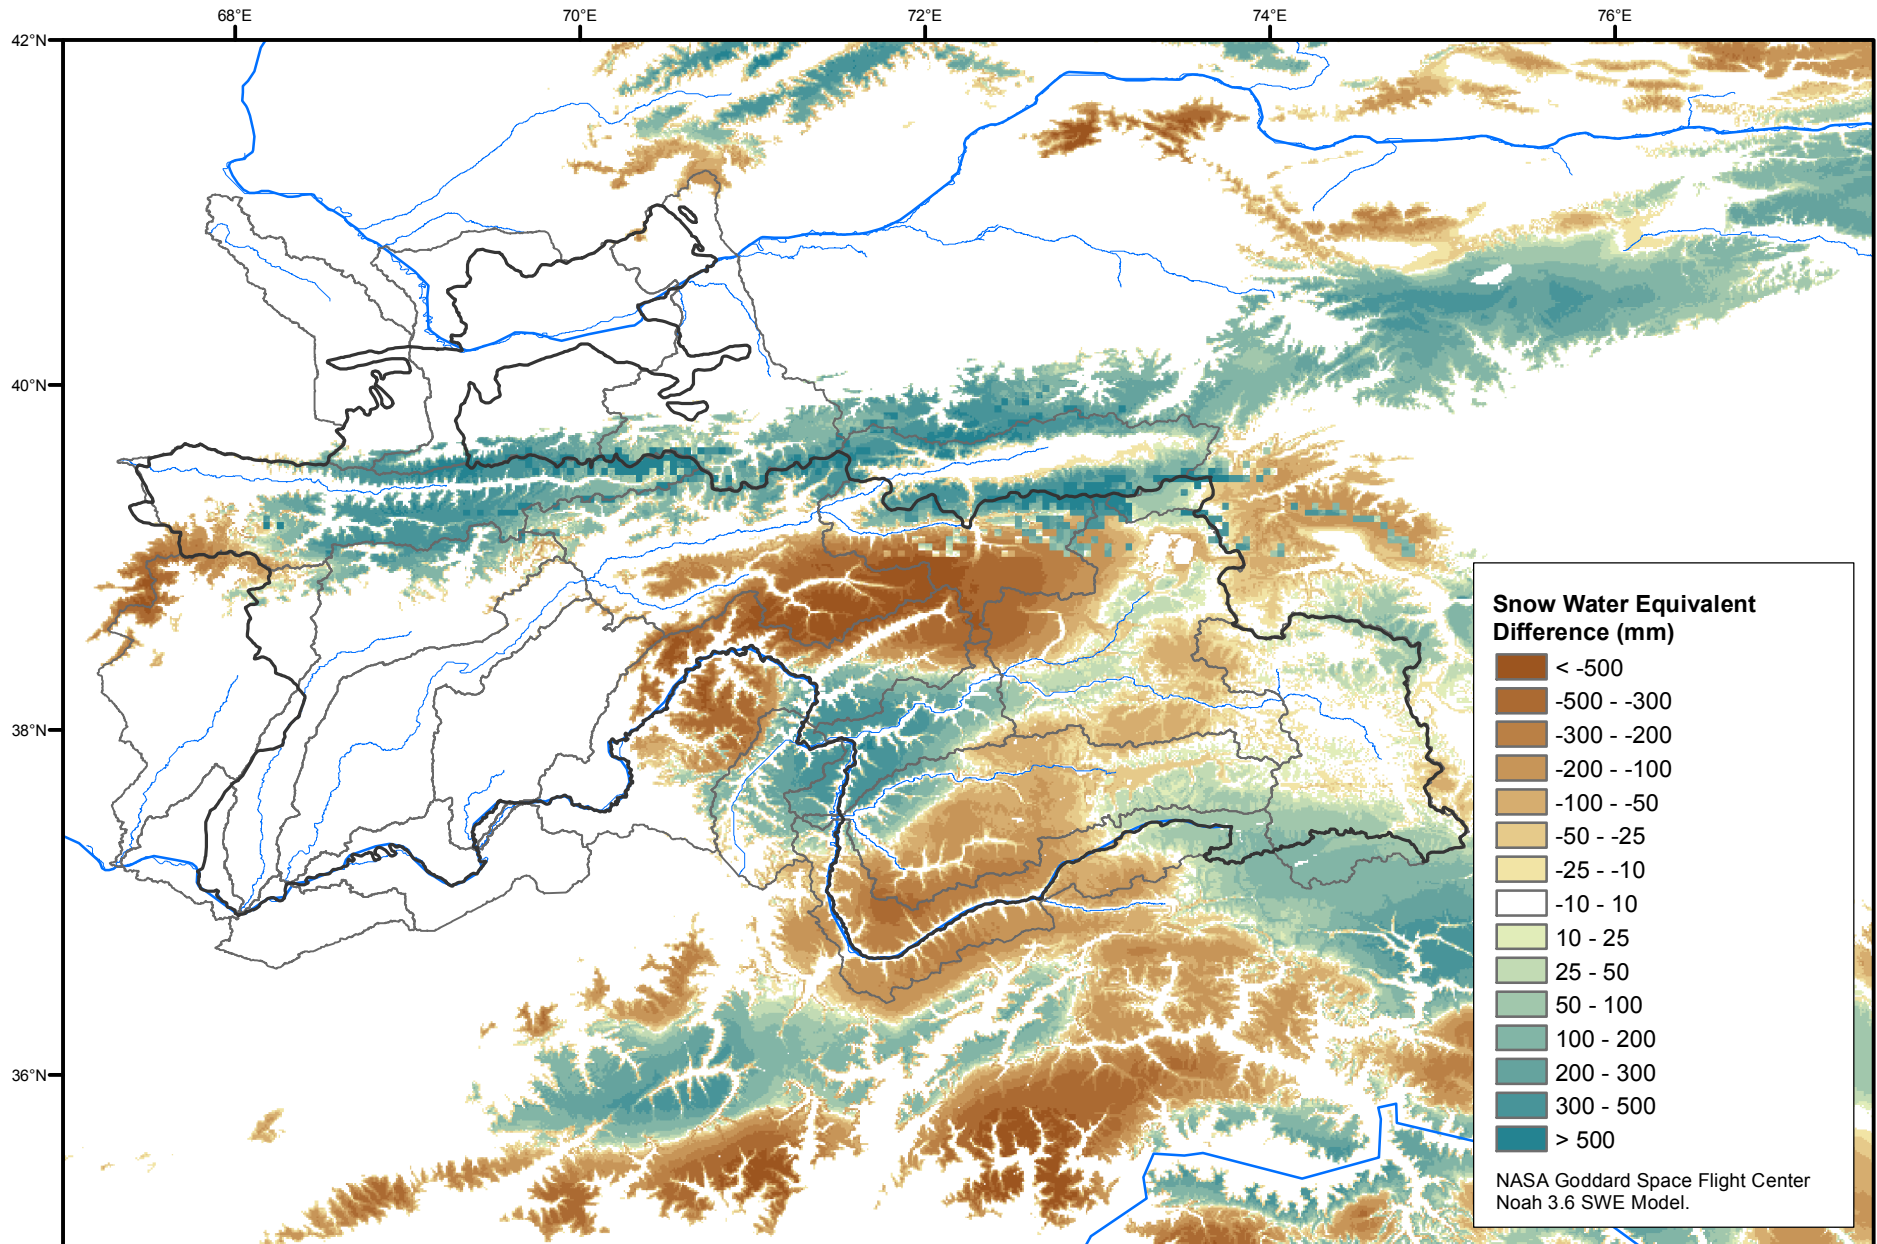 68°E 70°E 72°E 74°E 76°E
42°N
40°N
38°N
36°N
Snow Water Equivalent
Difference (mm)
< -500
-500 - -300
-300 - -200
-200 - -100
-100 - -50
-50 - -25
-25 - -10
-10 - 10
10 - 25
25 - 50
50 - 100
100 - 200
200 - 300
300 - 500
> 500
NASA Goddard Space Flight Center
Noah 3.6 SWE Model.